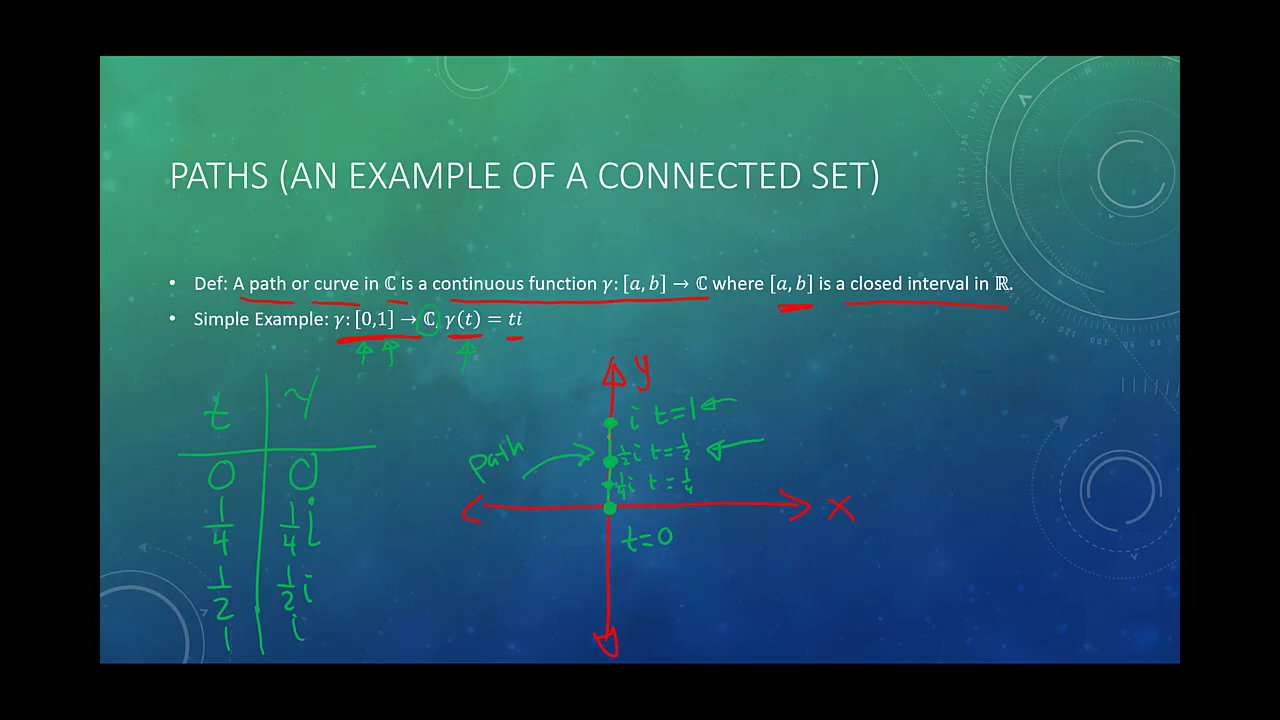 PATHS (AN EXAMPLE OF A CONNECTED SET)
• Def: A path or curve in ℂ is a continuous function γ: [a, b] → ℂ where [a, b] is a closed interval in ℝ.
• Simple Example: γ: [0,1] → ℂ, γ(t) = ti
t γ
0 0
1/4 1/4 i
1/2 1/2 i
1 i
y
i t=1
path
1/2 i t=1/2
1/4 i t=1/4
x
t=0